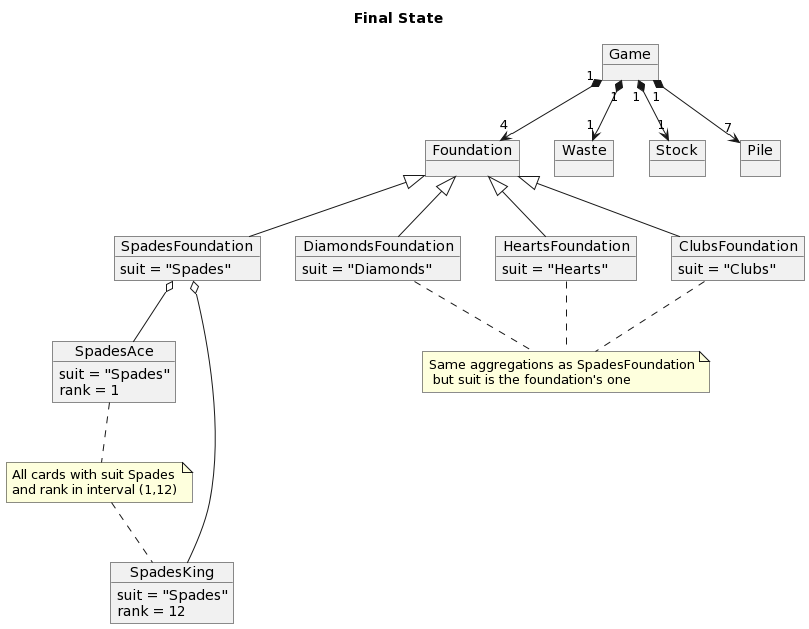 Final State
Game
1
1
1
1
4
1
1
7
Foundation
Waste
Stock
Pile
SpadesFoundation
suit = "Spades"
DiamondsFoundation
suit = "Diamonds"
HeartsFoundation
suit = "Hearts"
ClubsFoundation
suit = "Clubs"
SpadesAce
suit = "Spades"
rank = 1
Same aggregations as SpadesFoundation
but suit is the foundation's one
All cards with suit Spades
and rank in interval (1,12)
SpadesKing
suit = "Spades"
rank = 12